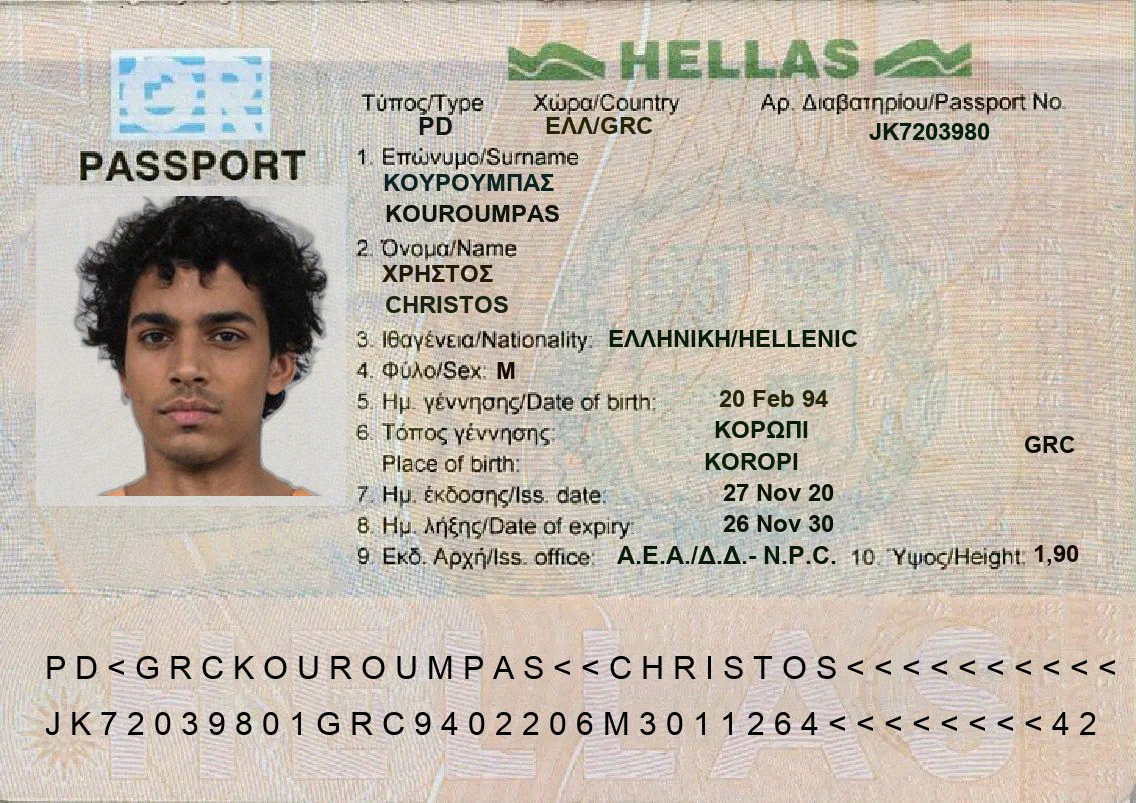 GR
HELLAS
PASSPORT
Τύπος/Type Χώρα/Country Αρ. Διαβατηρίου/Passport No.
PD ΕΛΛ/GRC JK7203980
1. Επώνυμο/Surname
ΚΟΥΡΟΥΜΠΑΣ
KOUROUMPAS
2. Όνομα/Name
ΧΡΗΣΤΟΣ
CHRISTOS
3. Ιθαγένεια/Nationality: ΕΛΛΗΝΙΚΗ/HELLENIC
4. Φύλο/Sex: M
5. Ημ. γέννησης/Date of birth: 20 Feb 94
6. Τόπος γέννησης: ΚΟΡΩΠΙ
Place of birth: KOROPI GRC
7. Ημ. έκδοσης/Iss. date: 27 Nov 20
8. Ημ. λήξης/Date of expiry: 26 Nov 30
9 Εκδ. Αρχή/Iss. office: Α.Ε.Α./Δ.Δ.- N.P.C. 10. Ύψος/Height: 1,90
HELLAS
PD<GRCKOUROUMPAS<<CHRISTOS<<<<<<<<<<
JK72039801GRC9402206M3011264<<<<<<<<42